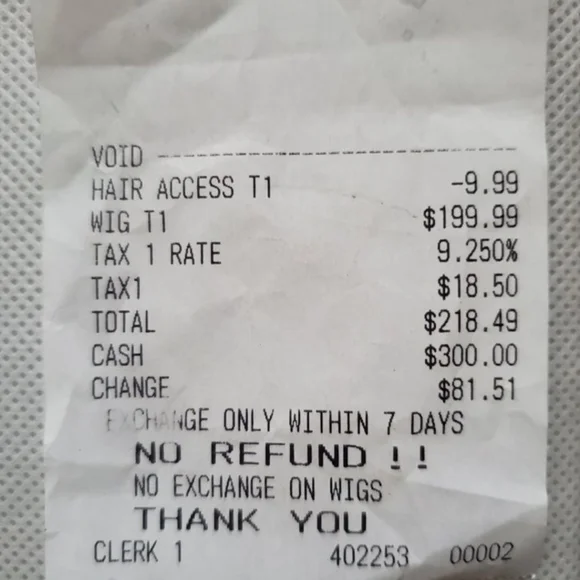 VOID --------------------------------
HAIR ACCESS T1 -9.99
WIG T1 $199.99
TAX 1 RATE 9.250%
TAX1 $18.50
TOTAL $218.49
CASH $300.00
CHANGE $81.51
EXCHANGE ONLY WITHIN 7 DAYS
NO REFUND !!
NO EXCHANGE ON WIGS
THANK YOU
CLERK 1 402253 00002